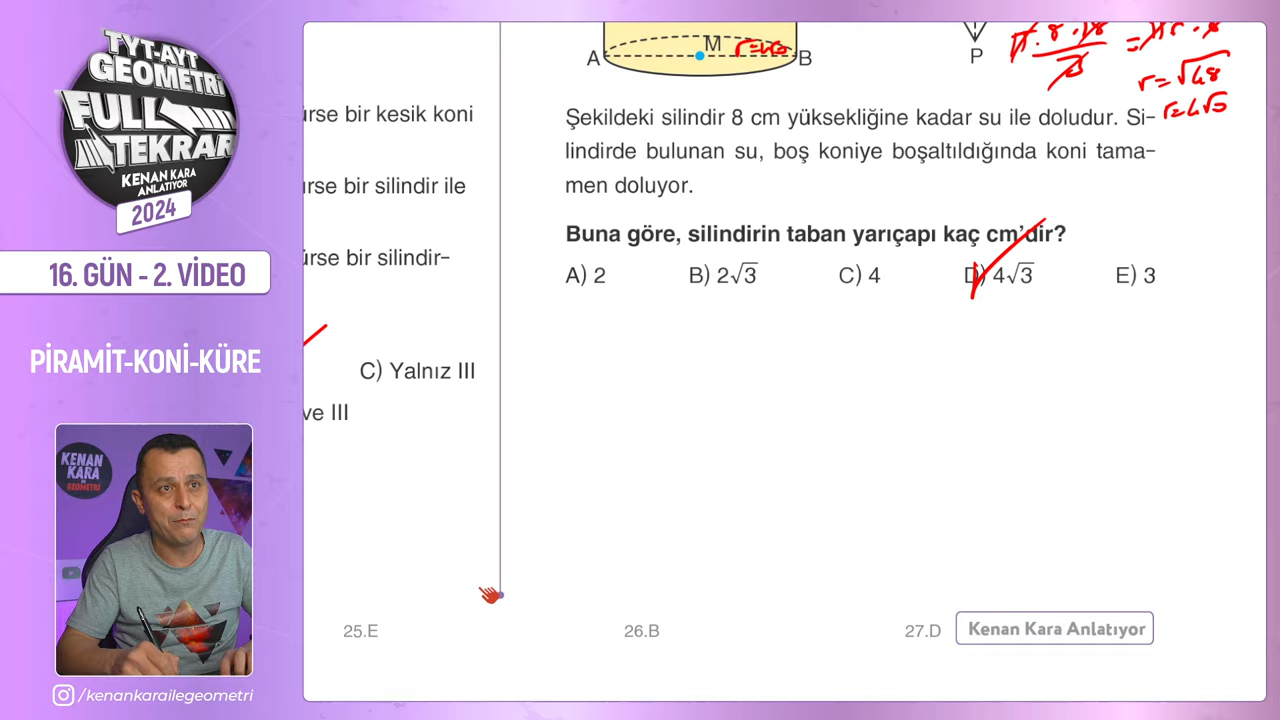 TYT-AYT
GEOMETRİ
FULL
TEKRAR
KENAN KARA
ANLATIYOR
2024
16. GÜN - 2. VİDEO
PİRAMİT-KONİ-KÜRE
KENAN
KARA
GEOMETRİ
/kenankarailegeometri
ürse bir kesik koni
ürse bir silindir ile
ürse bir silindir-
C) Yalnız III
ve III
25.E
A
M
B
P
r = √48
r = 4√3
Şekildeki silindir 8 cm yüksekliğine kadar su ile doludur. Si-
lindirde bulunan su, boş koniye boşaltıldığında koni tama-
men doluyor.
Buna göre, silindirin taban yarıçapı kaç cm'dir?
A) 2 B) 2√3 C) 4 D) 4√3 E) 3
26.B
27.D
Kenan Kara Anlatıyor